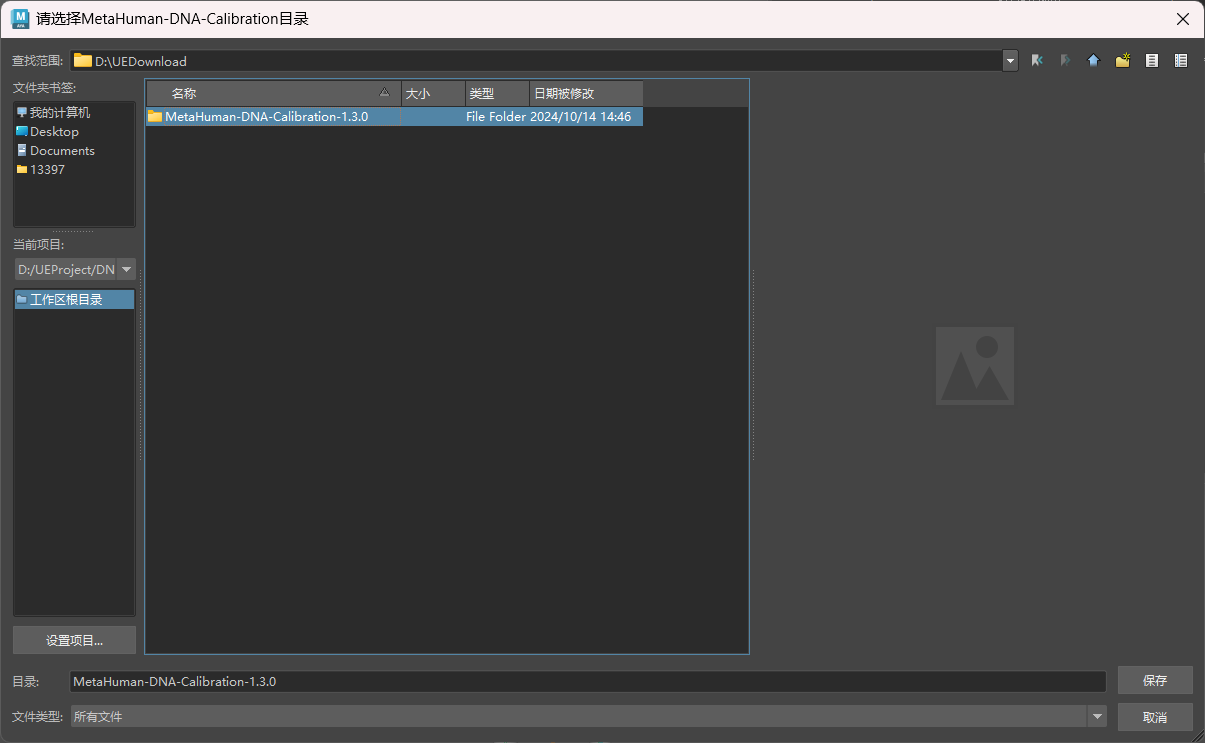 请选择MetaHuman-DNA-Calibration目录
查找范围: D:\UEDownload
文件夹书签:
我的计算机
Desktop
Documents
13397
当前项目:
D:/UEProject/DN
工作区根目录
设置项目...
名称 大小 类型 日期被修改
MetaHuman-DNA-Calibration-1.3.0 File Folder 2024/10/14 14:46
目录: MetaHuman-DNA-Calibration-1.3.0 保存
文件类型: 所有文件 取消